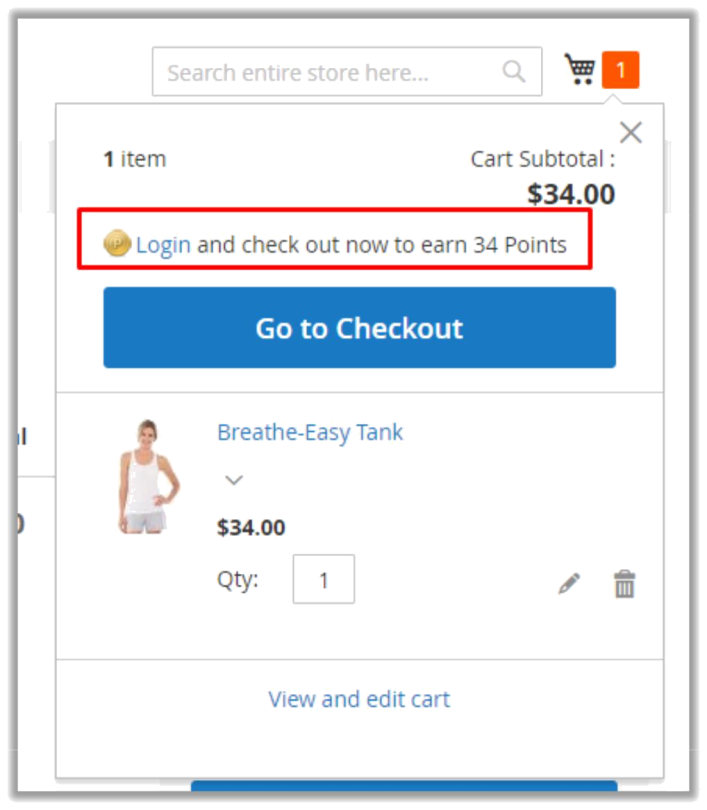 Search entire store here...
1
1 item
Cart Subtotal :
$34.00
P Login and check out now to earn 34 Points
Go to Checkout
Breathe-Easy Tank
$34.00
Qty: 1
View and edit cart